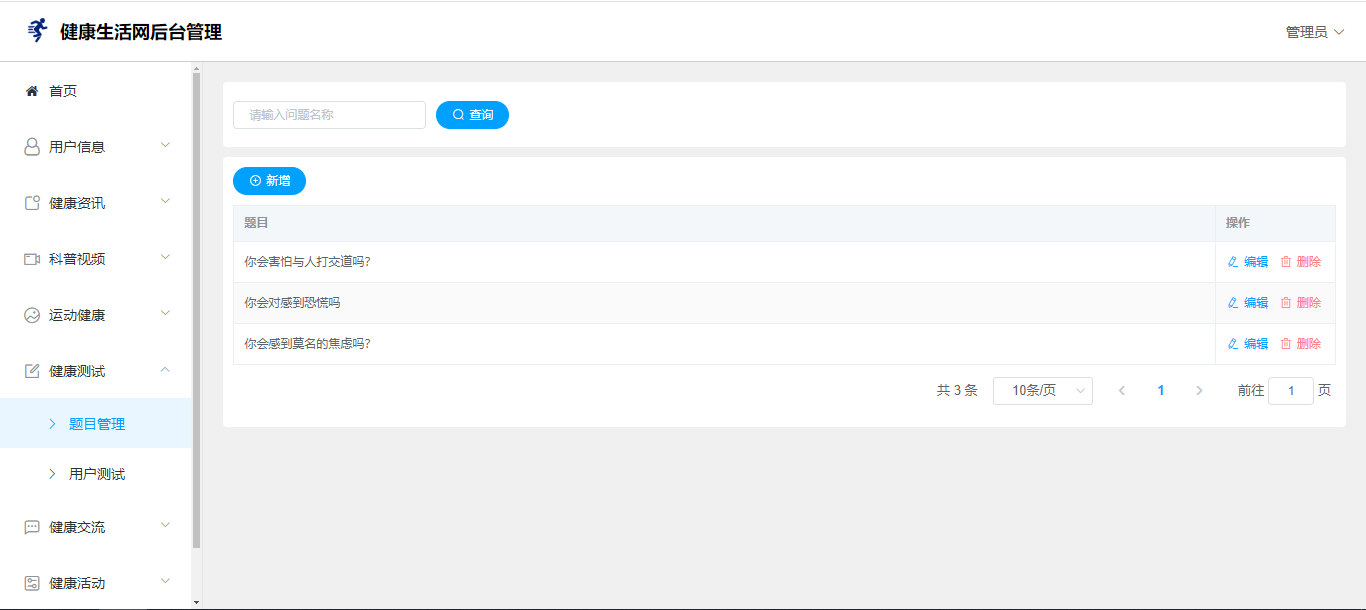 健康生活网后台管理
管理员
首页
用户信息
健康资讯
科普视频
运动健康
健康测试
题目管理
用户测试
健康交流
健康活动
请输入问题名称
查询
新增
题目 操作
你会害怕与人打交道吗? 编辑 删除
你会对感到恐慌吗 编辑 删除
你会感到莫名的焦虑吗? 编辑 删除
共 3 条 10条/页 1 前往 1 页